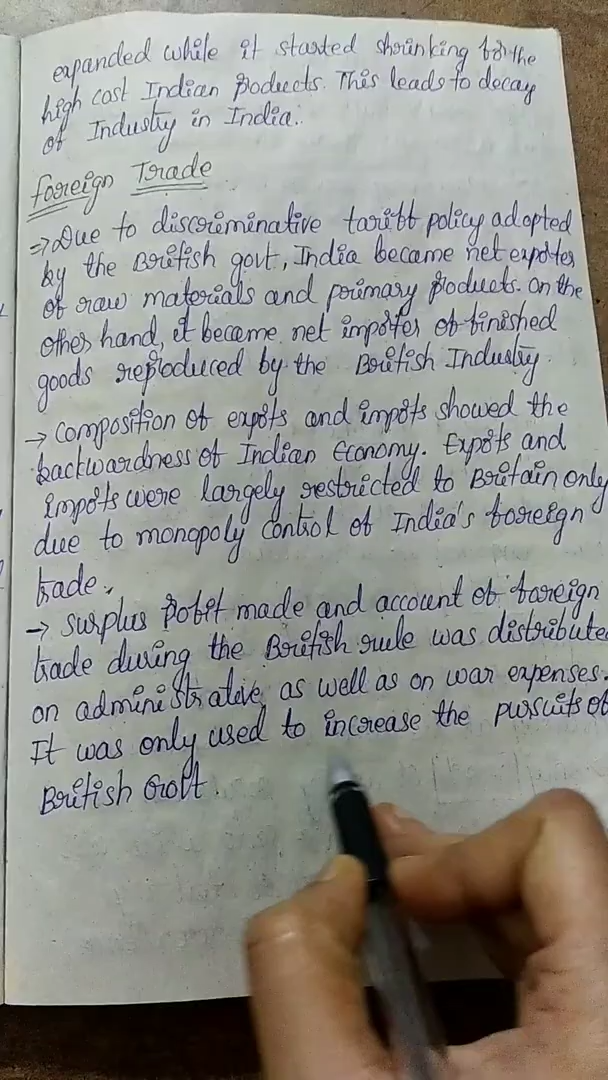 expanded while it started shrinking for the
high cost Indian Products. This leads to decay
of Industry in India.
Foreign Trade
⇒ Due to discriminative tariff policy adopted
by the British govt, India became net exporter
of raw materials and primary products. on the
other hand, it became net importer of finished
goods reproduced by the British Industry.
→ Composition of exports and imports showed the
backwardness of Indian Economy. Exports and
imports were largely restricted to Britain only
due to monopoly control of India's foreign
trade.
→ Surplus Profit made and account of foreign
trade during the British rule was distribute
on administrative as well as on war expenses.
It was only used to increase the pursuits of
British Govt.